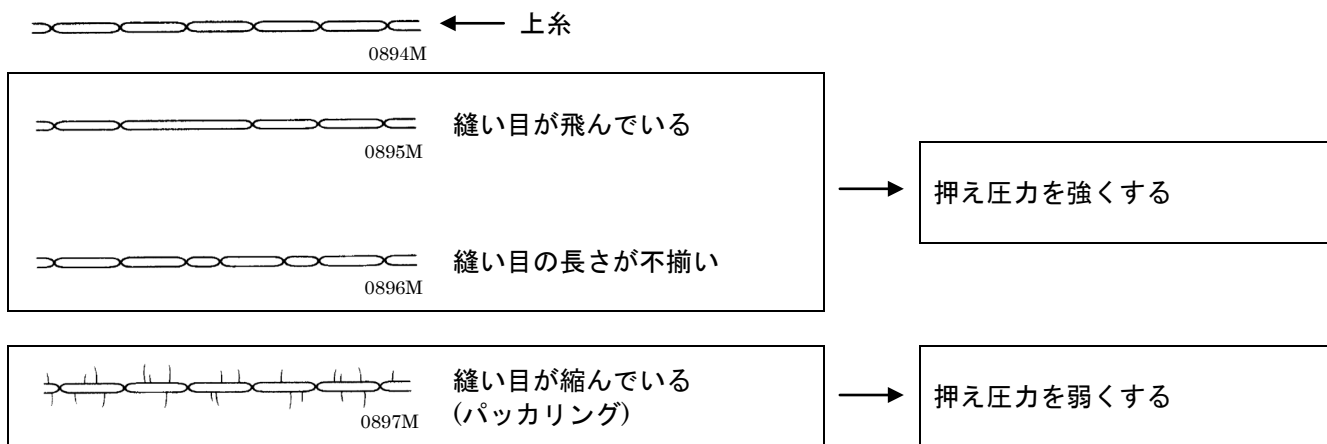 上糸
0894M
縫い目が飛んでいる
0895M
押え圧力を強くする
縫い目の長さが不揃い
0896M
縫い目が縮んでいる
(パッカリング)
0897M
押え圧力を弱くする